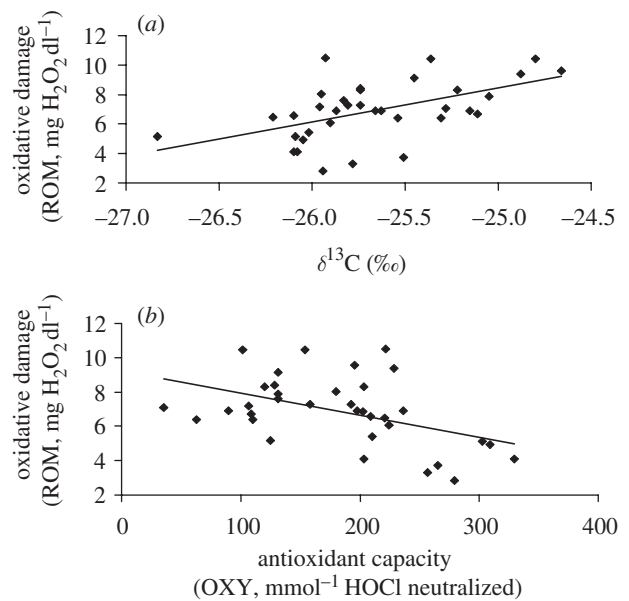 (a)
oxidative damage
(ROM, mg H₂O₂ dl⁻¹)
12
10
8
6
4
2
−27.0 −26.5 −26.0 −25.5 −25.0 −24.5
δ¹³C (‰)
(b)
oxidative damage
(ROM, mg H₂O₂ dl⁻¹)
12
10
8
6
4
2
0 100 200 300 400
antioxidant capacity
(OXY, mmol⁻¹ HOCl neutralized)